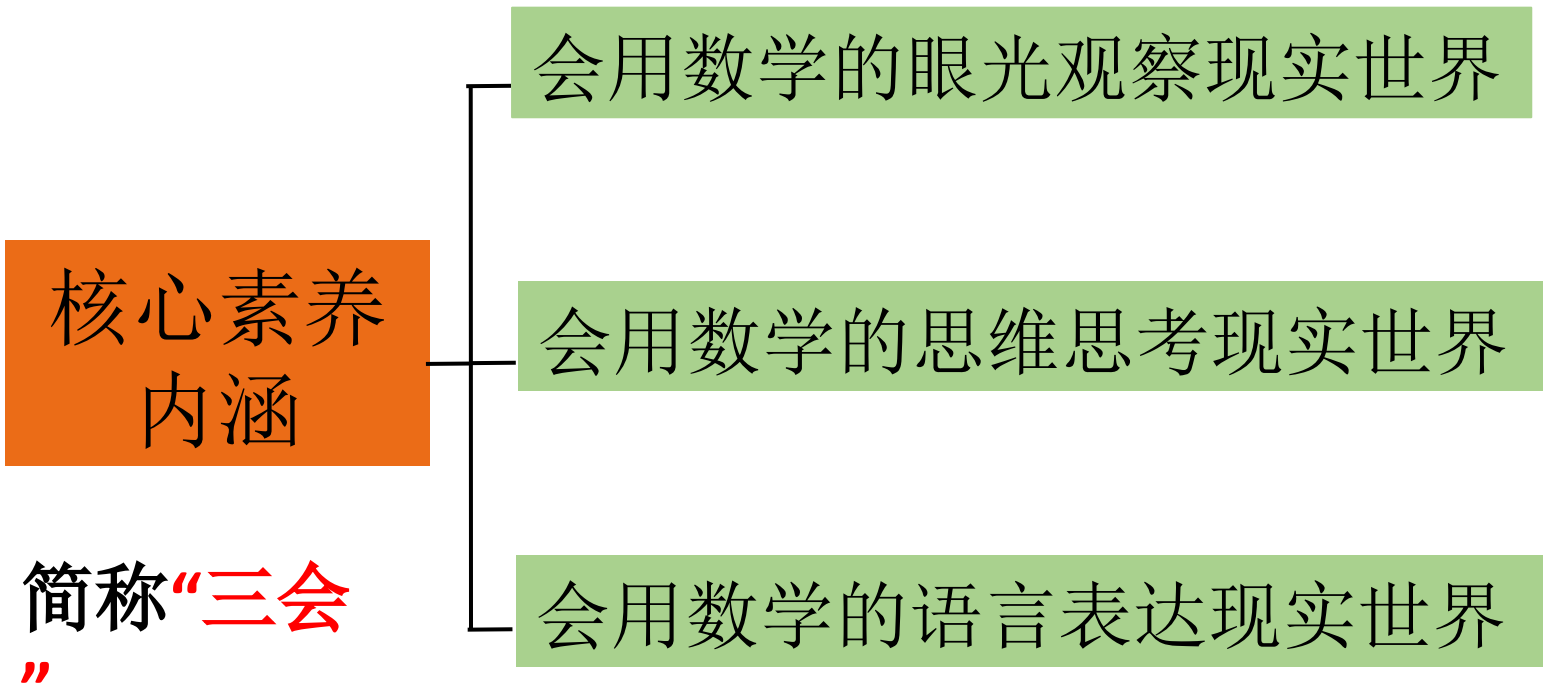 会用数学的眼光观察现实世界
核心素养
内涵
会用数学的思维思考现实世界
会用数学的语言表达现实世界
简称“三会
”